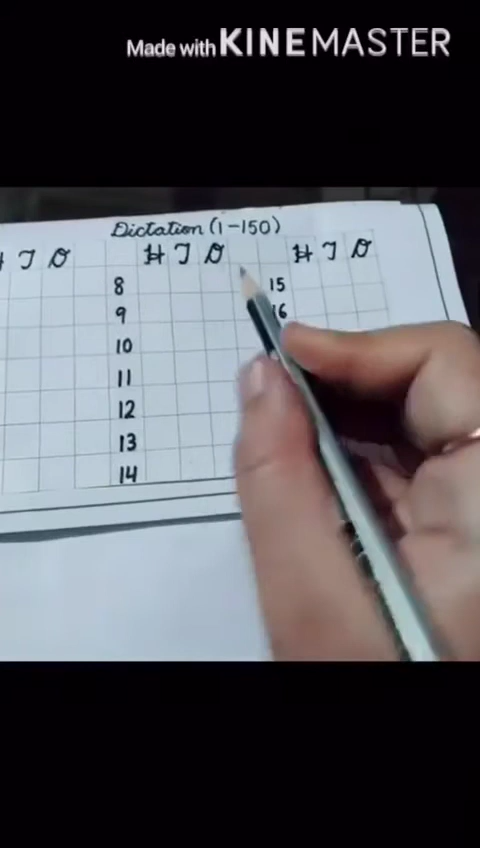 Made with KINEMASTER
Dictation (1-150)
H T O H T O H T O
8 15
9 16
10
11
12
13
14